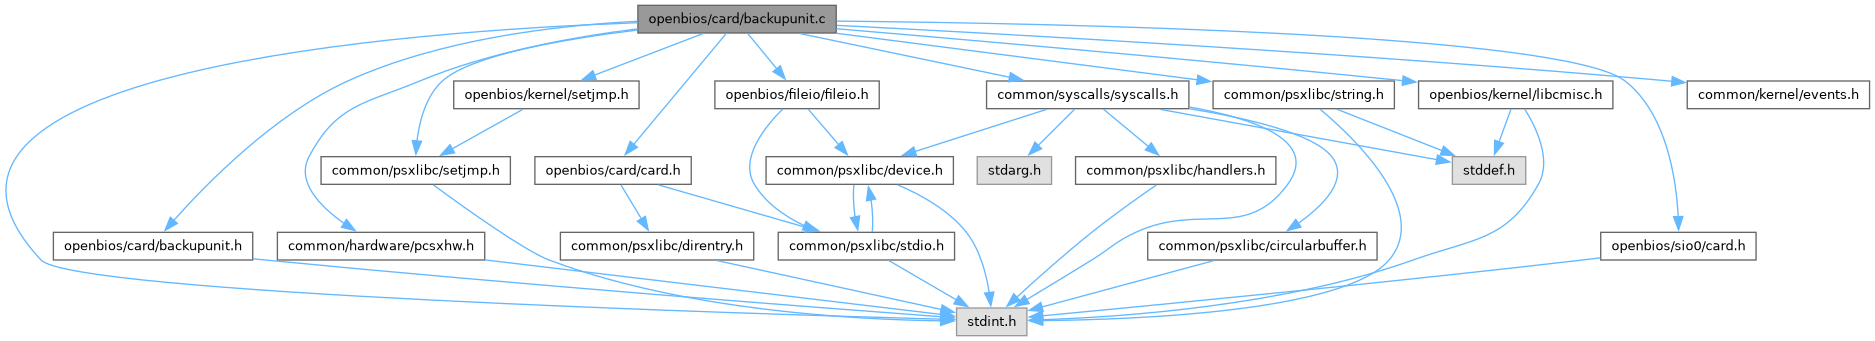 openbios/card/backupunit.c
openbios/kernel/setjmp.h
openbios/fileio/fileio.h
common/syscalls/syscalls.h
common/psxlibc/string.h
openbios/kernel/libcmisc.h
common/kernel/events.h
common/psxlibc/setjmp.h
openbios/card/card.h
common/psxlibc/device.h
stdarg.h
common/psxlibc/handlers.h
stddef.h
openbios/card/backupunit.h
common/hardware/pcsxhw.h
common/psxlibc/direntry.h
common/psxlibc/stdio.h
common/psxlibc/circularbuffer.h
openbios/sio0/card.h
stdint.h